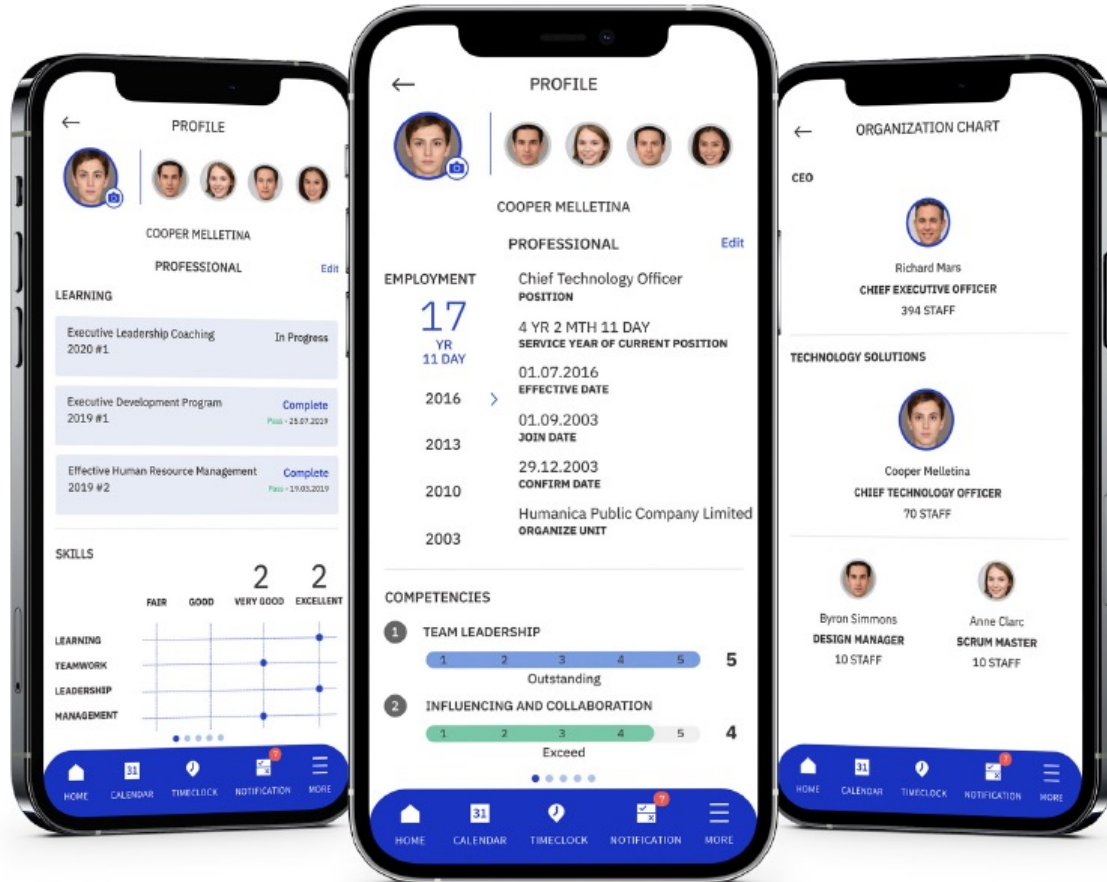 PROFILE
COOPER MELLETINA
PROFESSIONAL Edit
LEARNING
Executive Leadership Coaching In Progress
2020 #1
Executive Development Program Complete
2019 #1 Pass - 25.07.2019
Effective Human Resource Management Complete
2019 #2 Pass - 19.03.2019
SKILLS
2 2
FAIR GOOD VERY GOOD EXCELLENT
LEARNING
TEAMWORK
LEADERSHIP
MANAGEMENT
31 7
HOME CALENDAR TIMECLOCK NOTIFICATION MORE
PROFILE
COOPER MELLETINA
PROFESSIONAL Edit
EMPLOYMENT
17
YR
11 DAY
2016
2013
2010
2003
Chief Technology Officer
POSITION
4 YR 2 MTH 11 DAY
SERVICE YEAR OF CURRENT POSITION
01.07.2016
EFFECTIVE DATE
01.09.2003
JOIN DATE
29.12.2003
CONFIRM DATE
Humanica Public Company Limited
ORGANIZE UNIT
COMPETENCIES
1 TEAM LEADERSHIP
1 2 3 4 5 5
Outstanding
2 INFLUENCING AND COLLABORATION
1 2 3 4 5 4
Exceed
31 7
HOME CALENDAR TIMECLOCK NOTIFICATION MORE
ORGANIZATION CHART
CEO
Richard Mars
CHIEF EXECUTIVE OFFICER
394 STAFF
TECHNOLOGY SOLUTIONS
Cooper Melletina
CHIEF TECHNOLOGY OFFICER
70 STAFF
Byron Simmons Anne Clarc
DESIGN MANAGER SCRUM MASTER
10 STAFF 10 STAFF
31 7
HOME CALENDAR TIMECLOCK NOTIFICATION MORE